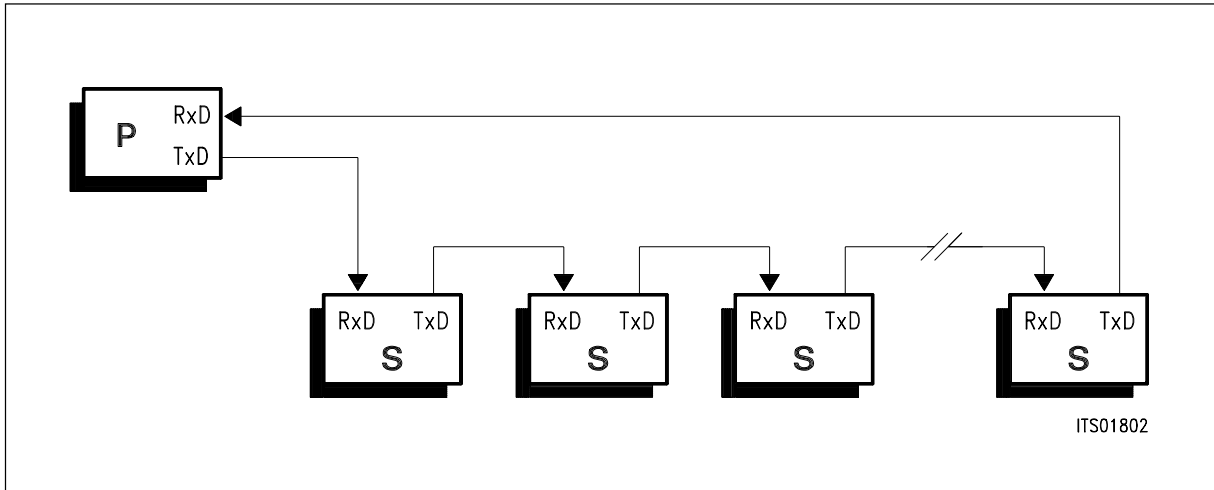 P RxD
TxD
RxD TxD
S
RxD TxD
S
RxD TxD
S
RxD TxD
S
ITS01802